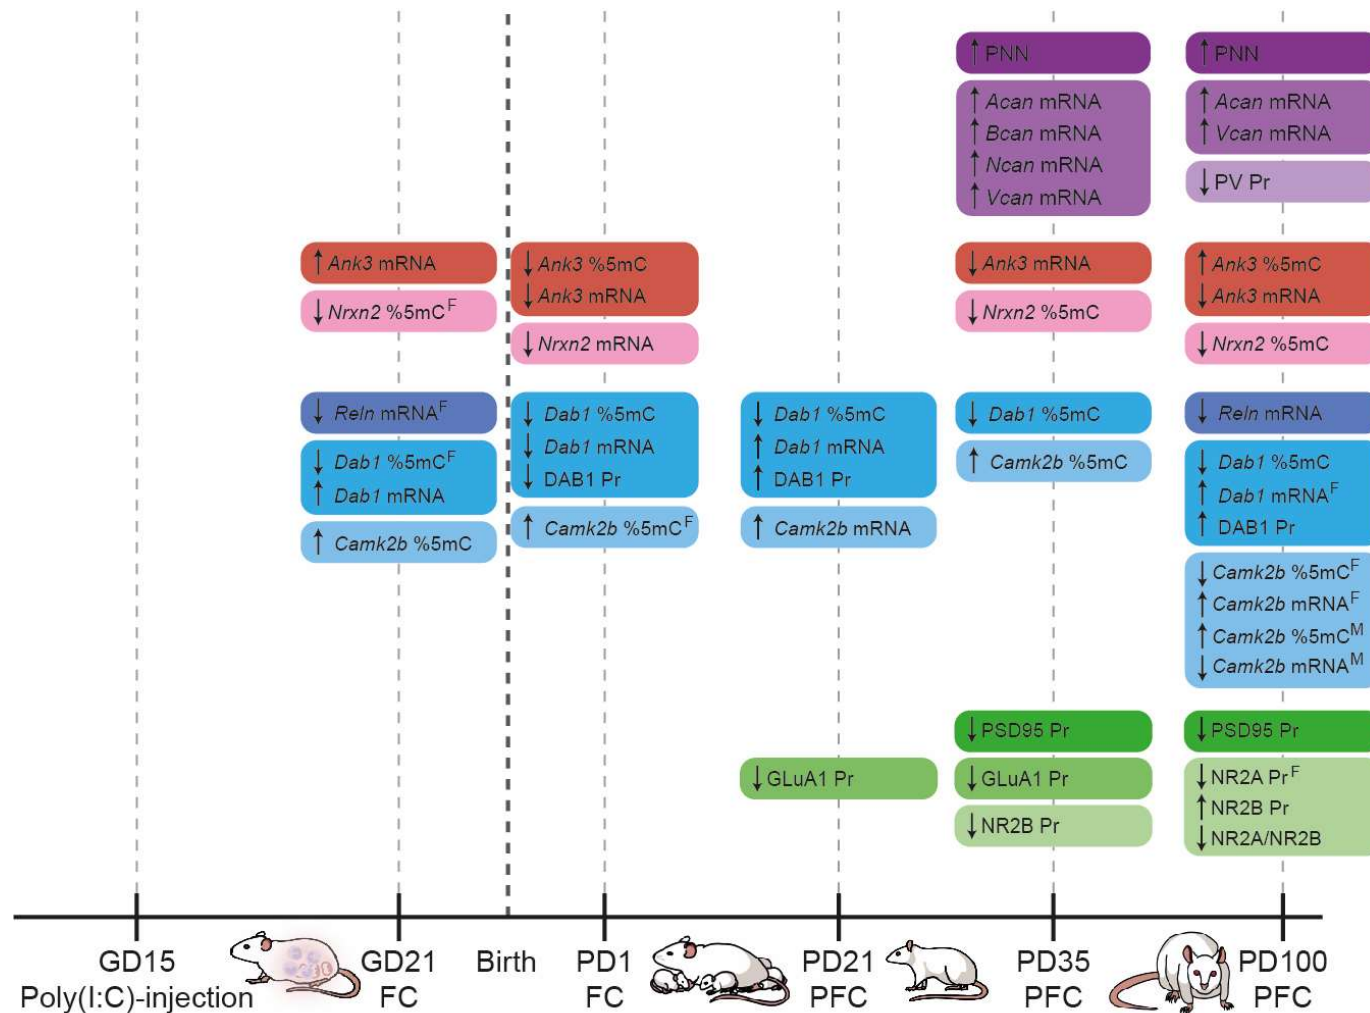 ↑ PNN
↑ Acan mRNA
↑ Bcan mRNA
↑ Ncan mRNA
↑ Vcan mRNA
↑ PNN
↑ Acan mRNA
↑ Vcan mRNA
↓ PV Pr
↑ Ank3 mRNA
↓ Nrxn2 %5mC^F
↓ Ank3 %5mC
↓ Ank3 mRNA
↓ Nrxn2 mRNA
↓ Ank3 mRNA
↓ Nrxn2 %5mC
↑ Ank3 %5mC
↓ Ank3 mRNA
↓ Nrxn2 %5mC
↓ Reln mRNA^F
↓ Dab1 %5mC^F
↑ Dab1 mRNA
↑ Camk2b %5mC
↓ Dab1 %5mC
↓ Dab1 mRNA
↓ DAB1 Pr
↑ Camk2b %5mC^F
↓ Dab1 %5mC
↑ Dab1 mRNA
↑ DAB1 Pr
↑ Camk2b mRNA
↓ Dab1 %5mC
↑ Camk2b %5mC
↓ Reln mRNA
↓ Dab1 %5mC
↑ Dab1 mRNA^F
↑ DAB1 Pr
↓ Camk2b %5mC^F
↑ Camk2b mRNA^F
↑ Camk2b %5mC^M
↓ Camk2b mRNA^M
↓ GLuA1 Pr
↓ PSD95 Pr
↓ GLuA1 Pr
↓ NR2B Pr
↓ PSD95 Pr
↓ NR2A Pr^F
↑ NR2B Pr
↓ NR2A/NR2B
GD15
Poly(I:C)-injection
GD21
FC
Birth
PD1
FC
PD21
PFC
PD35
PFC
PD100
PFC